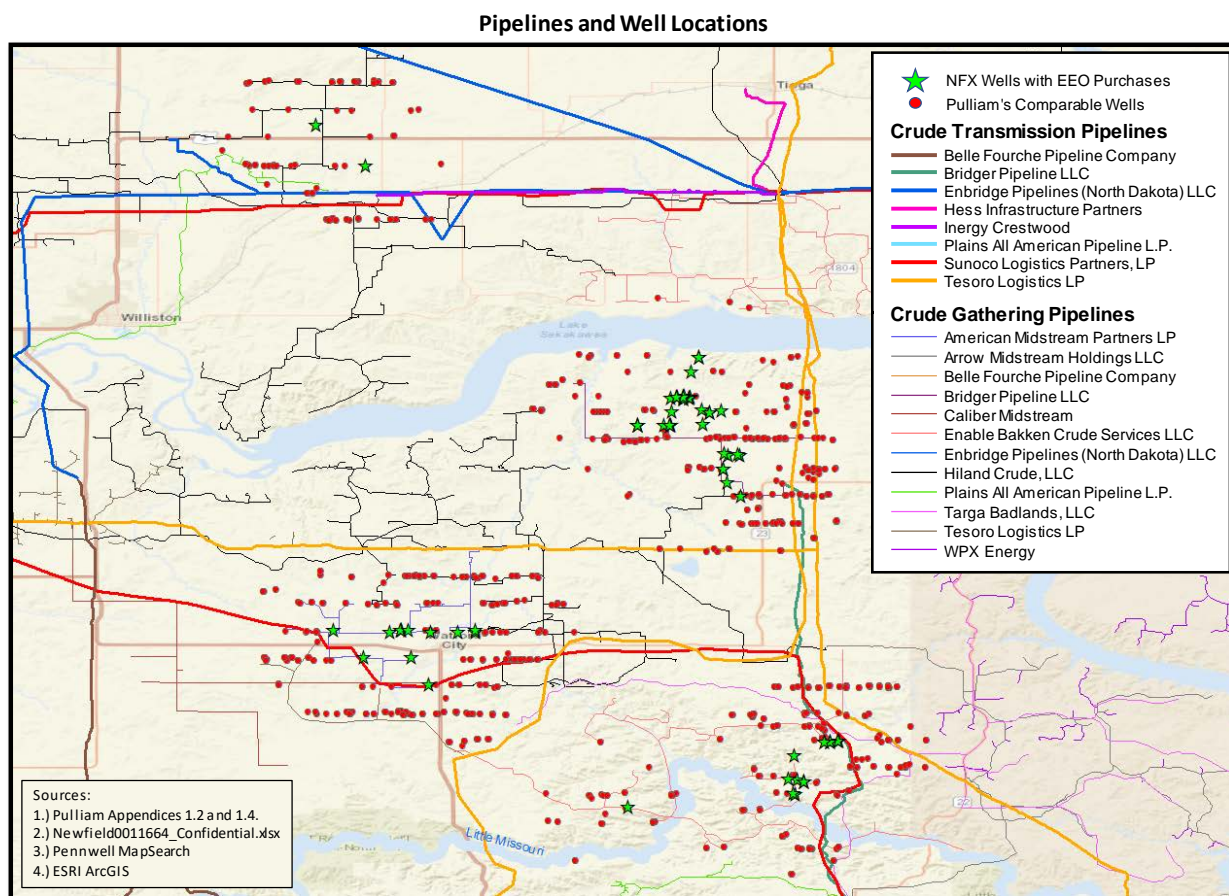 Pipelines and Well Locations
NFX Wells with EEO Purchases
Pulliam's Comparable Wells
Crude Transmission Pipelines
Belle Fourche Pipeline Company
Bridger Pipeline LLC
Enbridge Pipelines (North Dakota) LLC
Hess Infrastructure Partners
Inergy Crestwood
Plains All American Pipeline L.P.
Sunoco Logistics Partners, LP
Tesoro Logistics LP
Crude Gathering Pipelines
American Midstream Partners LP
Arrow Midstream Holdings LLC
Belle Fourche Pipeline Company
Bridger Pipeline LLC
Caliber Midstream
Enable Bakken Crude Services LLC
Enbridge Pipelines (North Dakota) LLC
Hiland Crude, LLC
Plains All American Pipeline L.P.
Targa Badlands, LLC
Tesoro Logistics LP
WPX Energy
Tioga
1804
Williston
Lake
Sakakawea
23
City
22
Little Missouri
Sources:
1.) Pulliam Appendices 1.2 and 1.4.
2.) Newfield0011664_Confidential.xlsx
3.) Pennwell MapSearch
4.) ESRI ArcGIS